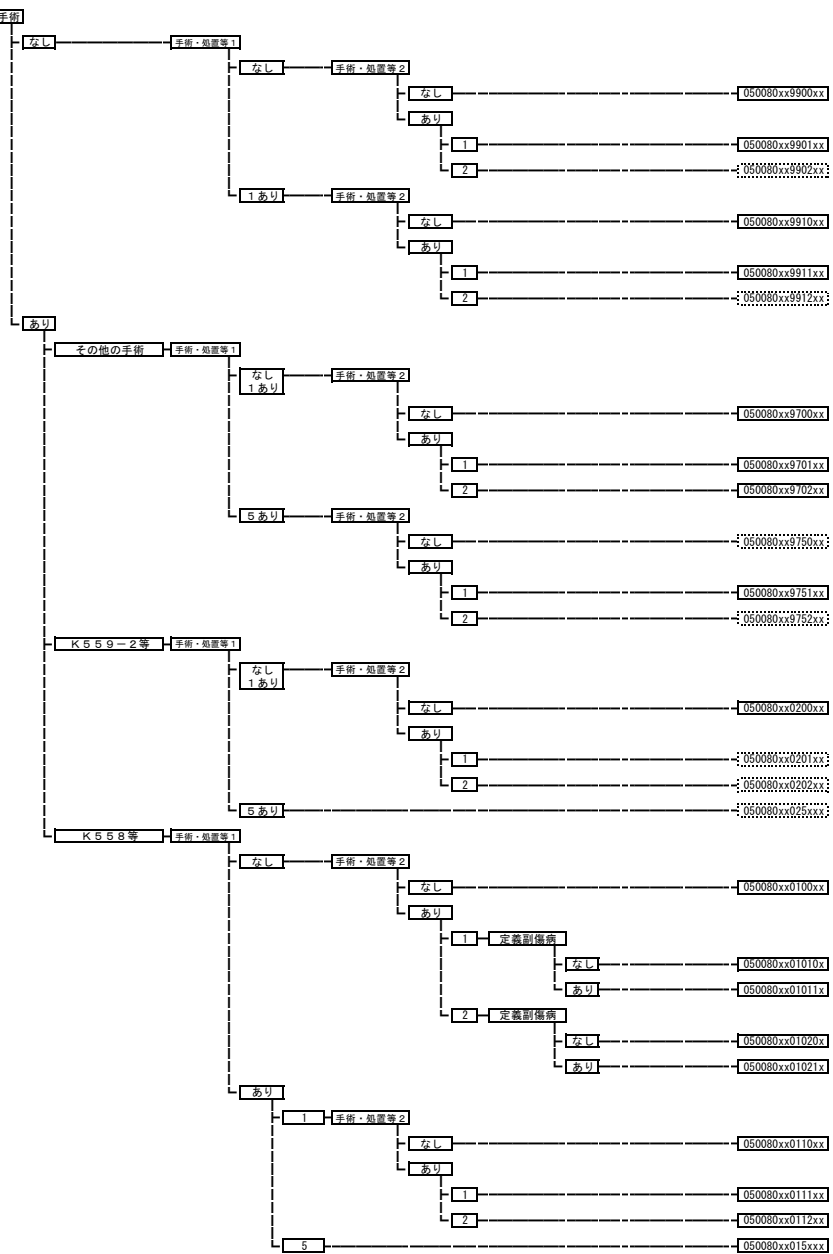 手術
なし 手術・処置等1
なし 手術・処置等2
なし 050080xx9900xx
あり
1 050080xx9901xx
2 050080xx9902xx
1あり 手術・処置等2
なし 050080xx9910xx
あり
1 050080xx9911xx
2 050080xx9912xx
あり
その他の手術 手術・処置等1
なし 手術・処置等2
1あり
なし 050080xx9700xx
あり
1 050080xx9701xx
2 050080xx9702xx
5あり 手術・処置等2
なし 050080xx9750xx
あり
1 050080xx9751xx
2 050080xx9752xx
K559-2等 手術・処置等1
なし 手術・処置等2
1あり
なし 050080xx0200xx
あり
1 050080xx0201xx
2 050080xx0202xx
5あり 050080xx025xxx
K558等 手術・処置等1
なし 手術・処置等2
なし 050080xx0100xx
あり
1 定義副傷病
なし 050080xx01010x
あり 050080xx01011x
2 定義副傷病
なし 050080xx01020x
あり 050080xx01021x
あり
1 手術・処置等2
なし 050080xx0110xx
あり
1 050080xx0111xx
2 050080xx0112xx
5 050080xx015xxx